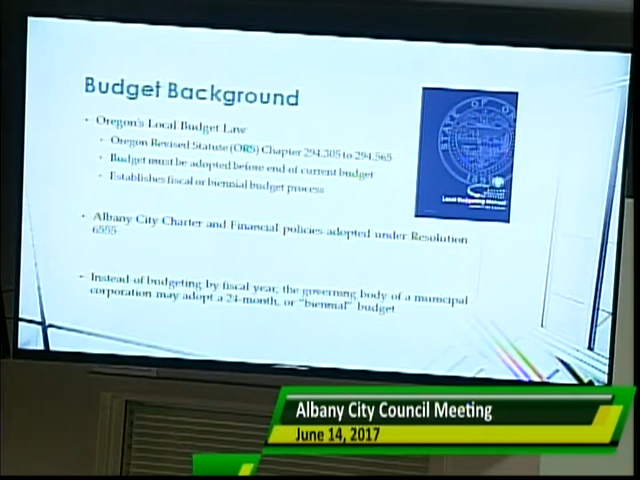 Budget Background
- Oregon's Local Budget Law
- Oregon Revised Statute (ORS) Chapter 294.305 to 294.565
- Budget must be adopted before end of current budget
- Establishes fiscal or biennial budget process
STATE OF
1859
Local Budgeting Manual
- Albany City Charter and Financial policies adopted under Resolution
6555
- Instead of budgeting by fiscal year, the governing body of a municipal
corporation may adopt a 24-month, or "biennial" budget
Albany City Council Meeting
June 14, 2017